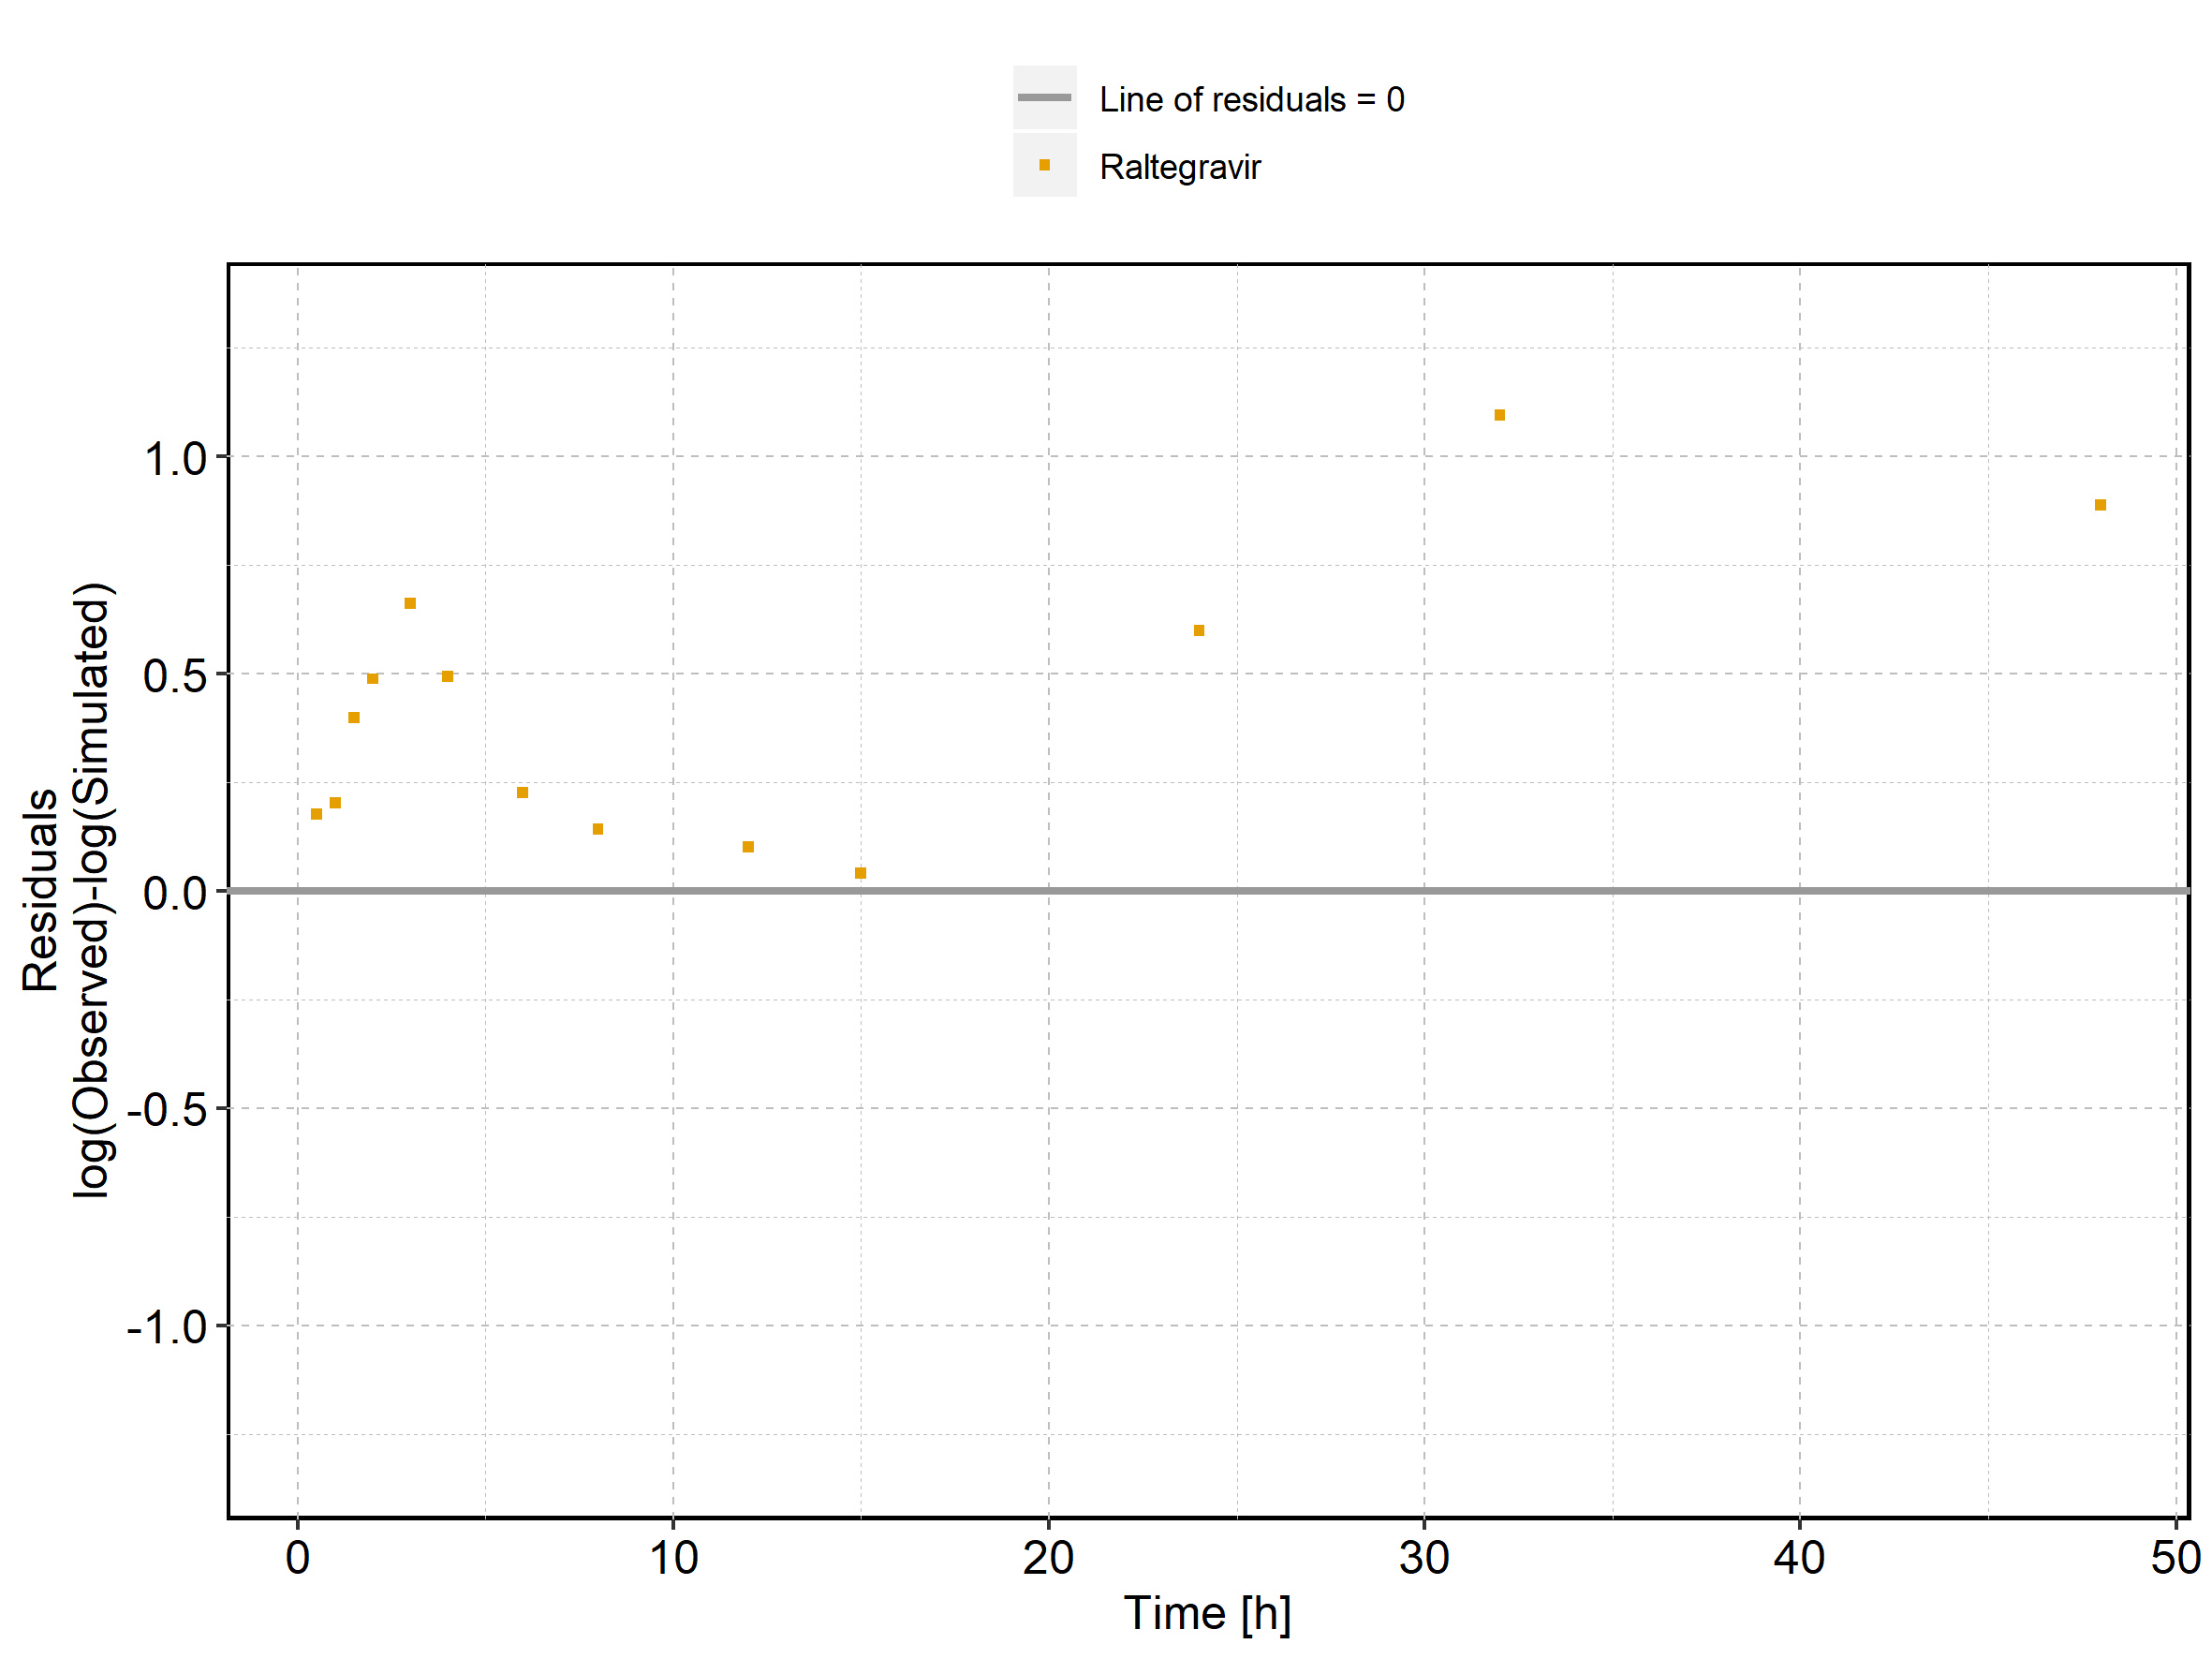 Line of residuals = 0
Raltegravir
Residuals
log(Observed)-log(Simulated)
1.0
0.5
0.0
-0.5
-1.0
0
10
20
30
40
50
Time [h]